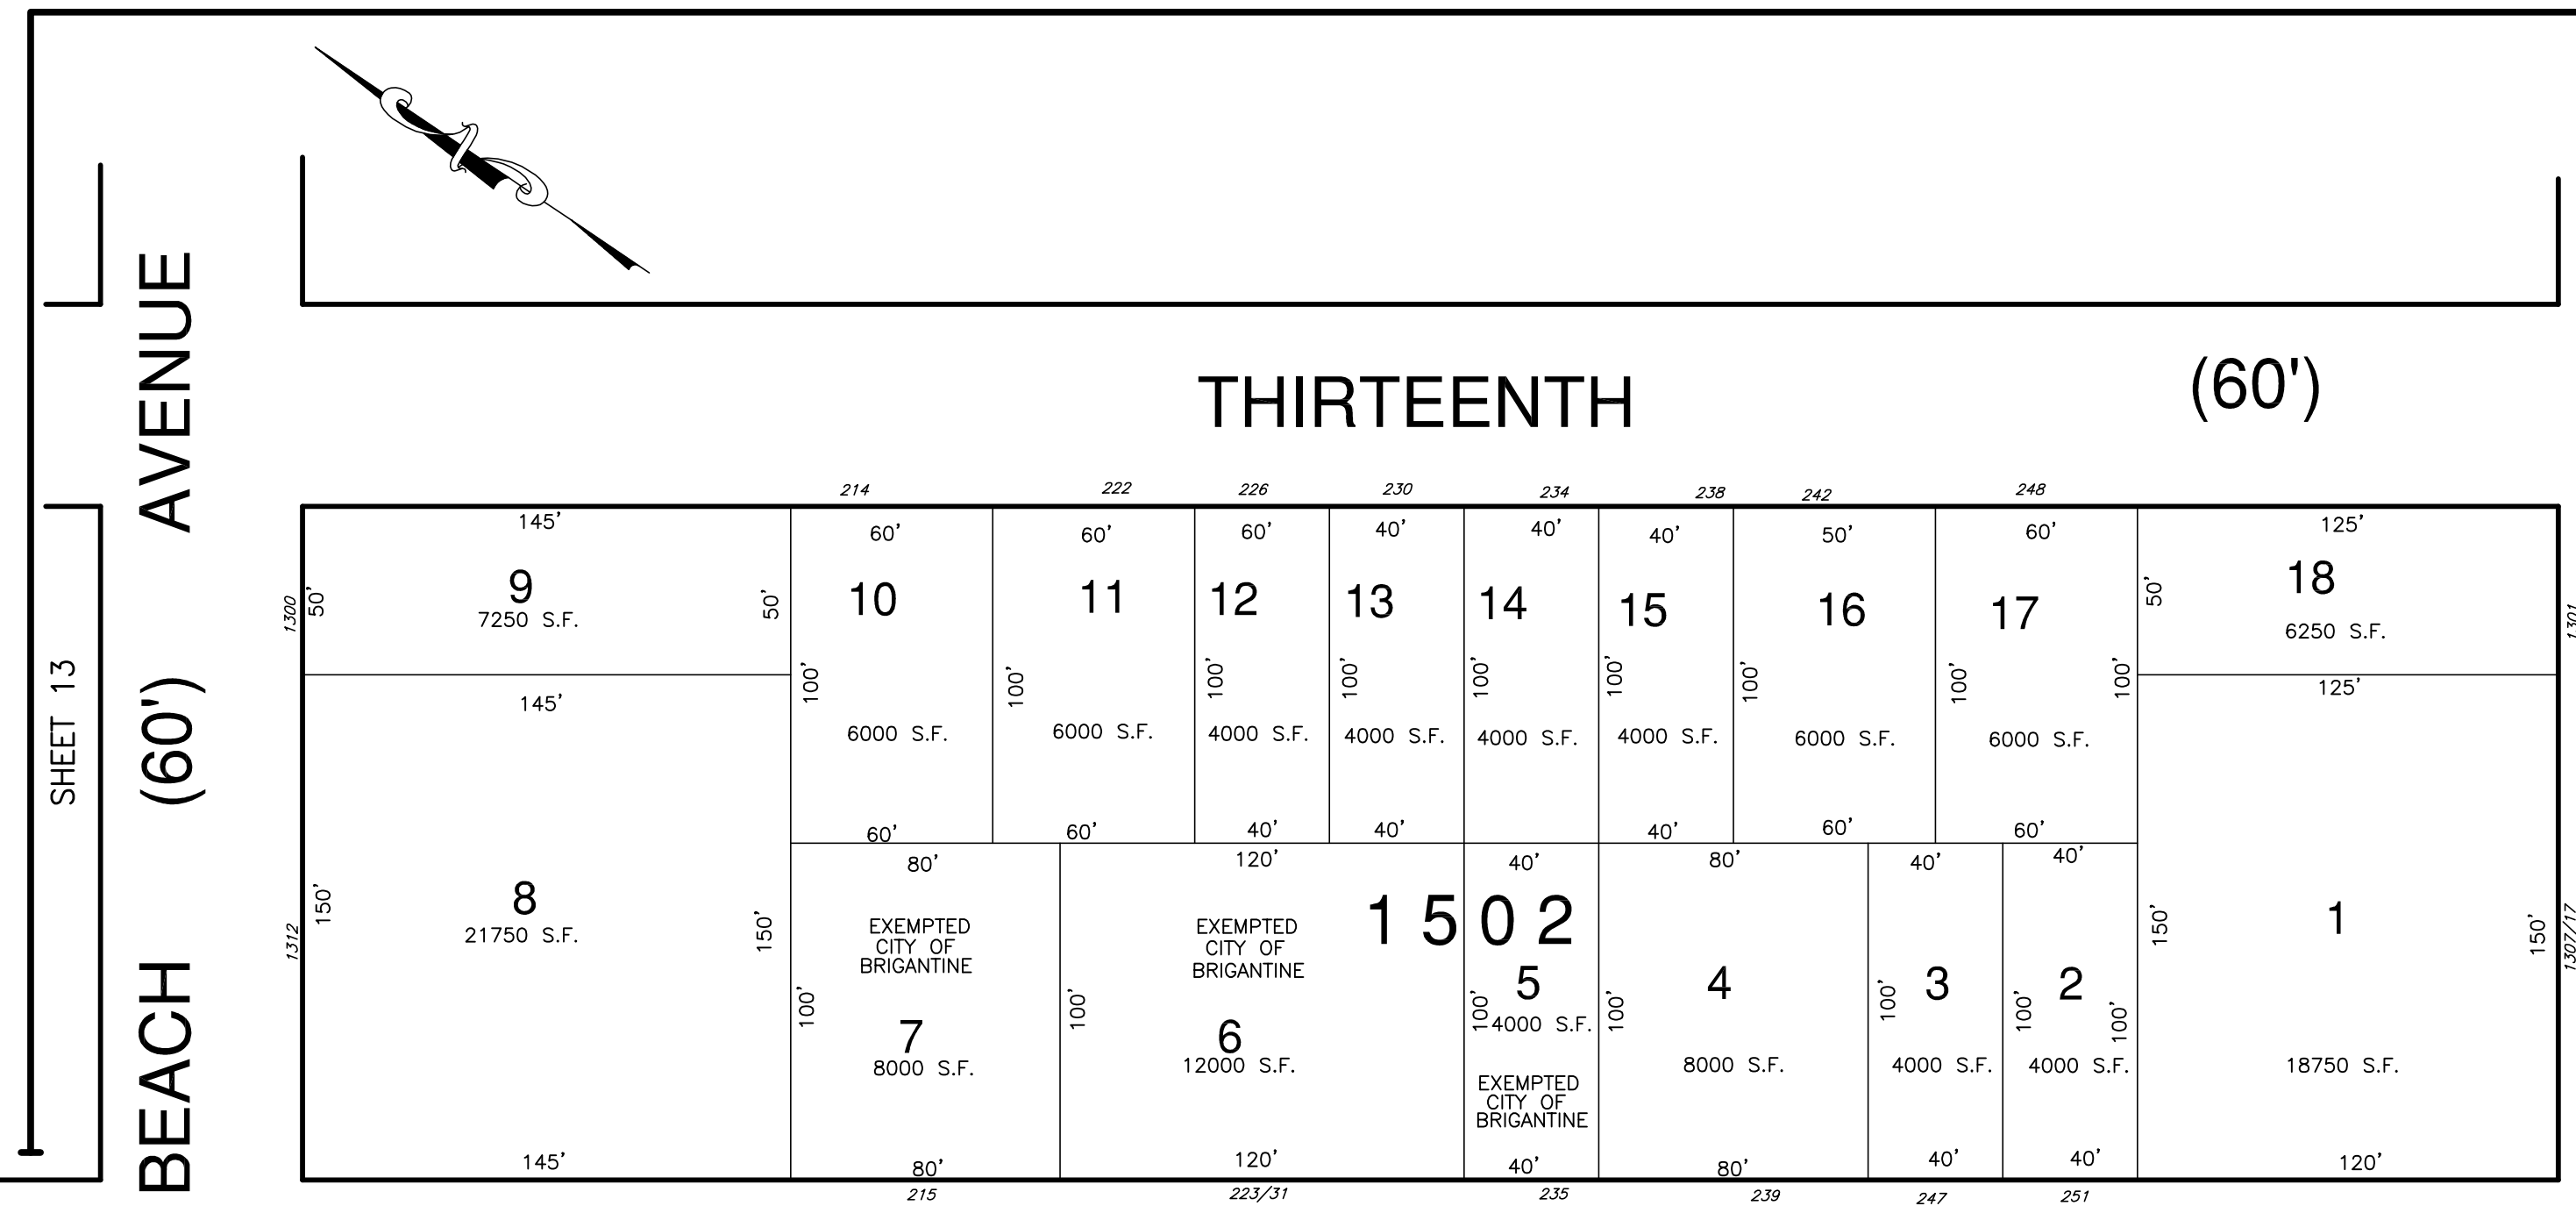 THIRTEENTH (60')
BEACH (60') AVENUE
SHEET 13
214 222 226 230 234 238 242 248
145' 60' 60' 60' 40' 40' 40' 50' 60' 125'
1300 50' 9 50' 10 11 12 13 14 15 16 17 50' 18 1301
7250 S.F. 6250 S.F.
100' 100' 100' 100' 100' 100' 100' 100' 100'
145' 125'
6000 S.F. 6000 S.F. 4000 S.F. 4000 S.F. 4000 S.F. 4000 S.F. 6000 S.F. 6000 S.F.
60' 60' 40' 40' 40' 60' 60'
80' 120' 40' 80' 40' 40'
1502
1312 150' 8 150' 150' 1 150' 1307/17
21750 S.F.
EXEMPTED
CITY OF
BRIGANTINE
EXEMPTED
CITY OF
BRIGANTINE
100' 100' 100' 5 100' 4 100' 3 100' 2 100'
4000 S.F.
7 6
8000 S.F. 12000 S.F. 8000 S.F. 4000 S.F. 4000 S.F. 18750 S.F.
EXEMPTED
CITY OF
BRIGANTINE
145' 80' 120' 40' 80' 40' 40' 120'
215 223/31 235 239 247 251